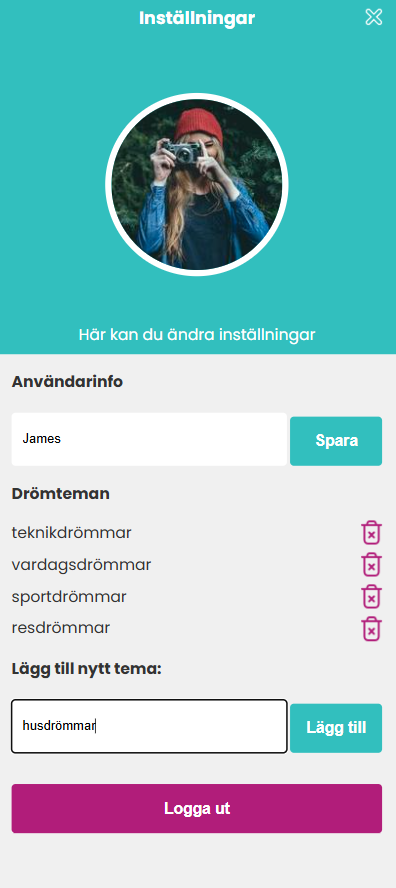 Inställningar
Här kan du ändra inställningar
Användarinfo
James
Spara
Drömteman
teknikdrömmar
vardagsdrömmar
sportdrömmar
resdrömmar
Lägg till nytt tema:
husdrömmar
Lägg till
Logga ut